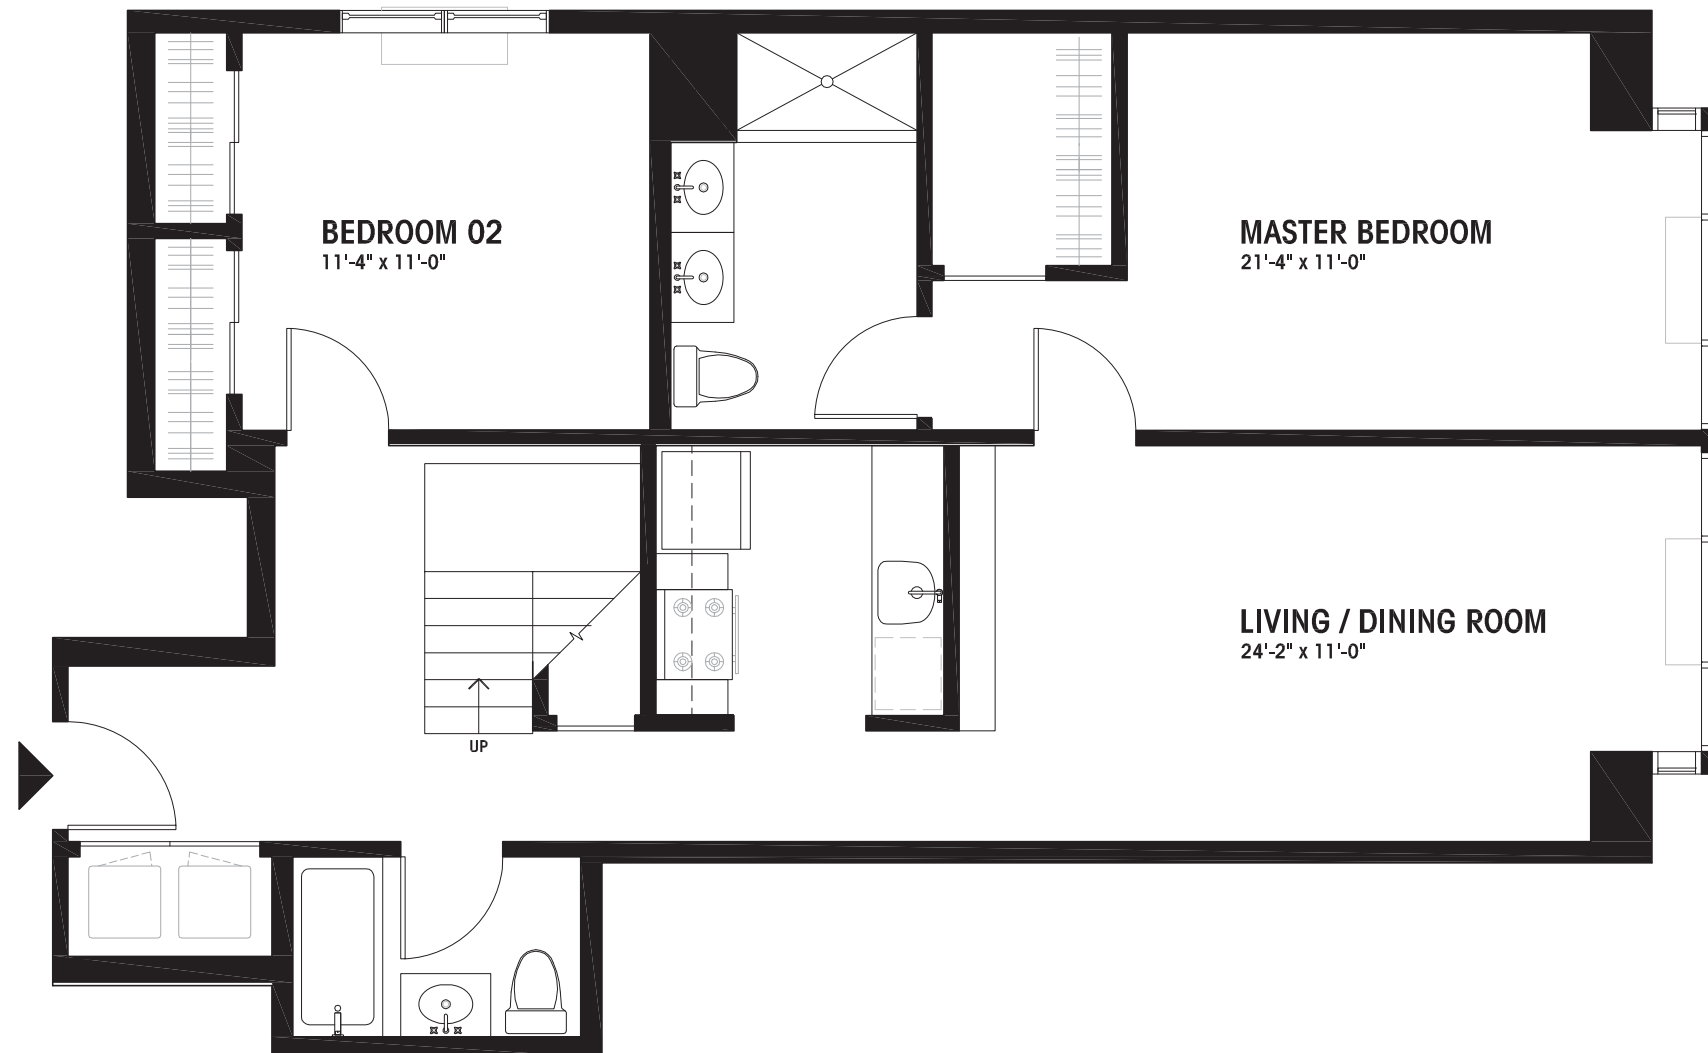 BEDROOM 02
11'-4" x 11'-0"
MASTER BEDROOM
21'-4" x 11'-0"
LIVING / DINING ROOM
24'-2" x 11'-0"
UP